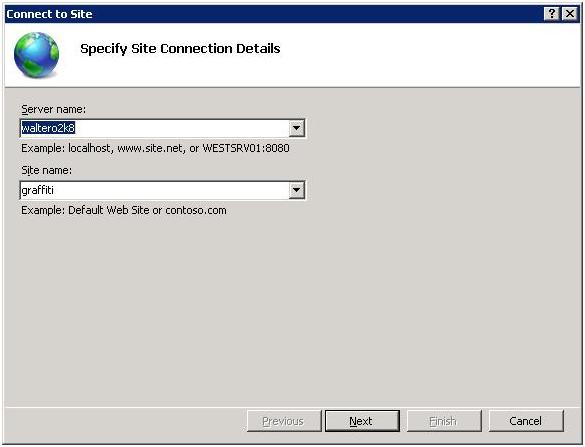 Connect to Site
Specify Site Connection Details
Server name:
waltero2k8
Example: localhost, www.site.net, or WESTSRV01:8080
Site name:
graffiti
Example: Default Web Site or contoso.com
Previous Next Finish Cancel